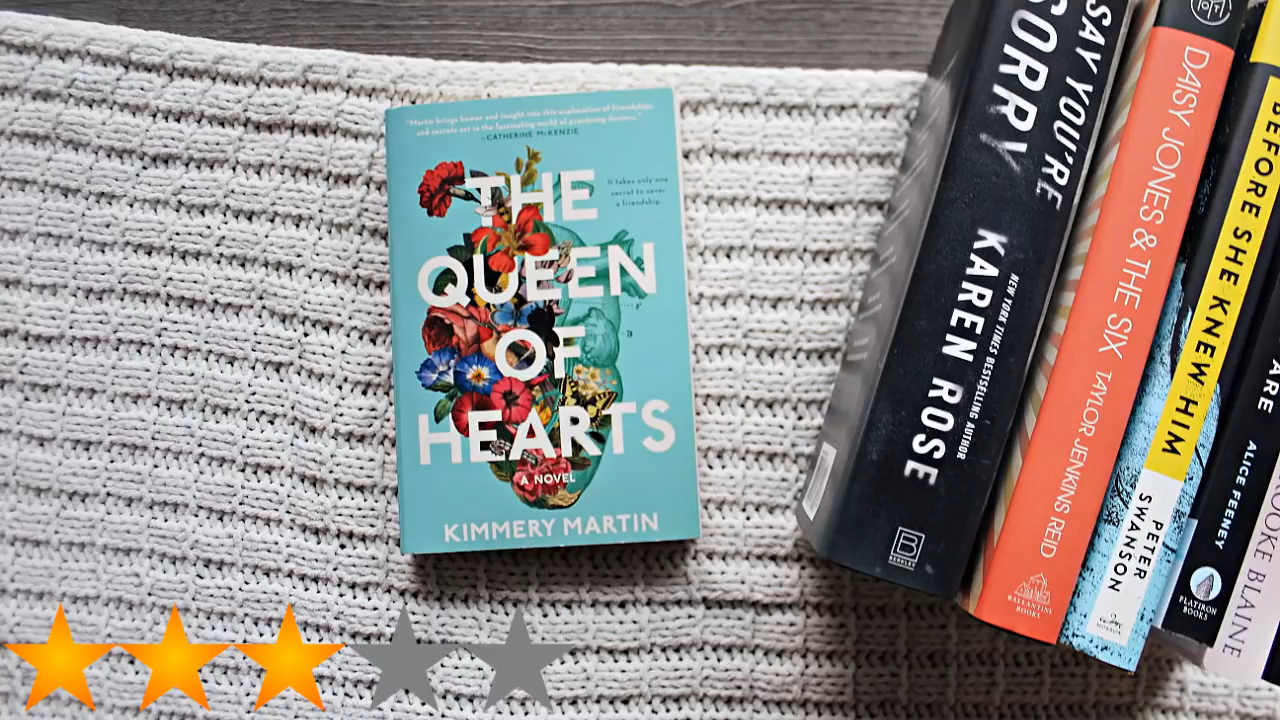 "Martin brings humor and insight into this exploration of friendships
and secrets set in the fascinating world of practicing doctors."
—CATHERINE McKENZIE
It takes only one
secret to sever
a friendship.
THE
QUEEN
OF
HEARTS
A NOVEL
KIMMERY MARTIN
SAY YOU'RE
SORRY
NEW YORK TIMES BESTSELLING AUTHOR
KAREN ROSE
B
BERKLEY
DAISY JONES & THE SIX
TAYLOR JENKINS REID
BALLANTINE
BOOKS
BEFORE SHE KNEW HIM
PETER
SWANSON
ARE
ALICE FEENEY
FLATIRON
BOOKS
OOKE BLAINE